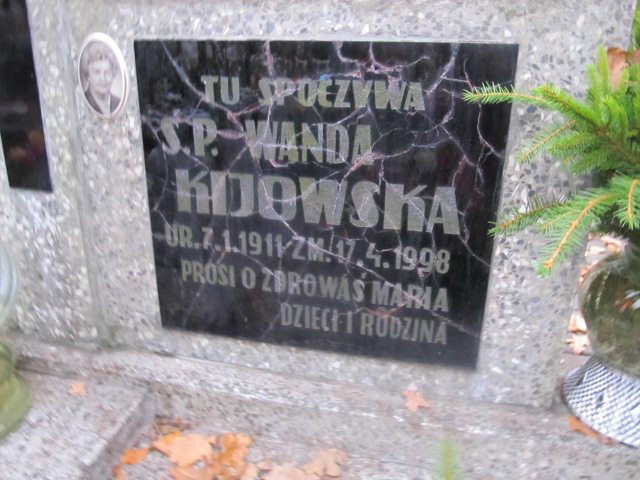 TU SPOCZYWA
Ś.P. WANDA
KIJOWSKA
UR. 7.1.1911 ZM. 17.4.1998
PROSI O ZDROWAŚ MARIA
DZIECI I RODZINA